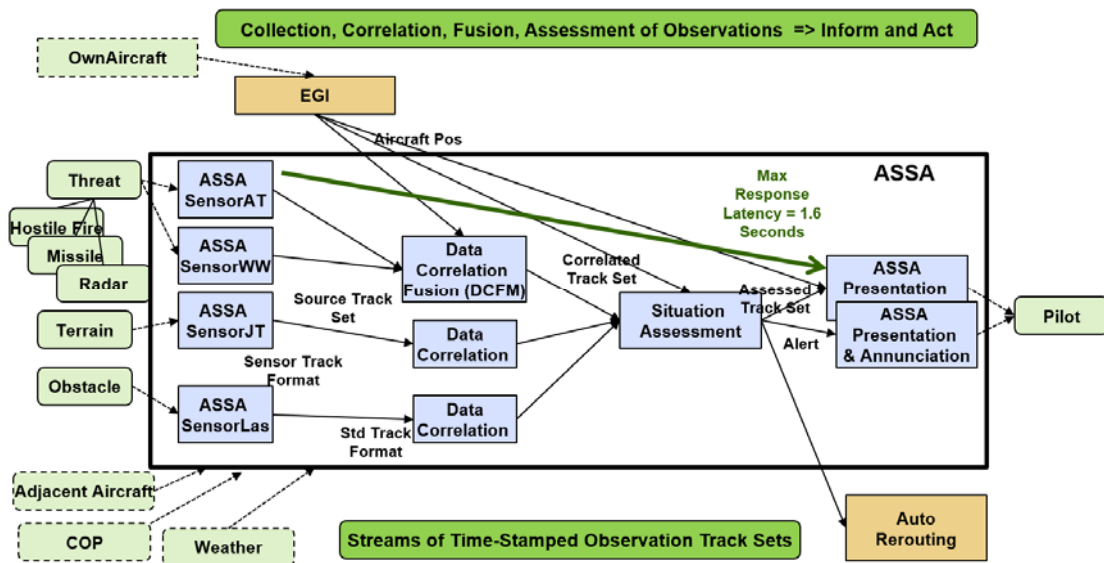 Collection, Correlation, Fusion, Assessment of Observations => Inform and Act
OwnAircraft
EGI
Aircraft Pos
ASSA
Threat
Hostile Fire
Missile
Radar
Terrain
Obstacle
ASSA
SensorAT
ASSA
SensorWW
ASSA
SensorJT
ASSA
SensorLas
Source Track
Set
Sensor Track
Format
Std Track
Format
Data
Correlation
Fusion (DCFM)
Data
Correlation
Data
Correlation
Correlated
Track Set
Situation
Assessment
Max
Response
Latency = 1.6
Seconds
Assessed
Track Set
Alert
ASSA
Presentation
ASSA
Presentation
& Annunciation
Pilot
Adjacent Aircraft
COP
Weather
Streams of Time-Stamped Observation Track Sets
Auto
Rerouting